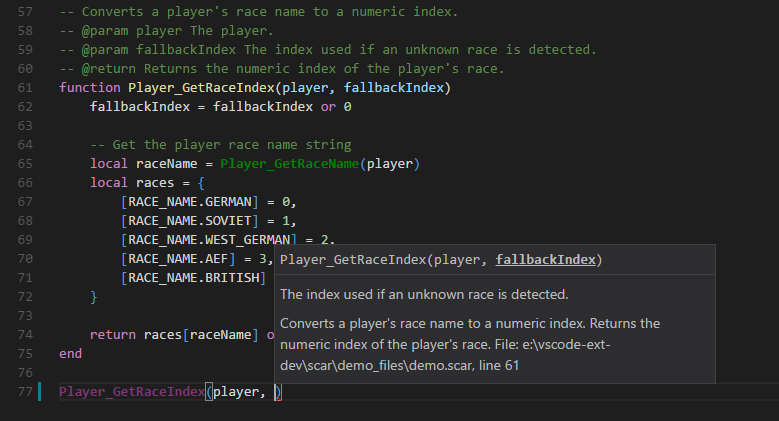 57 -- Converts a player's race name to a numeric index.
58 -- @param player The player.
59 -- @param fallbackIndex The index used if an unknown race is detected.
60 -- @return Returns the numeric index of the player's race.
61 function Player_GetRaceIndex(player, fallbackIndex)
62 fallbackIndex = fallbackIndex or 0
63
64 -- Get the player race name string
65 local raceName = Player_GetRaceName(player)
66 local races = {
67 [RACE_NAME.GERMAN] = 0,
68 [RACE_NAME.SOVIET] = 1,
69 [RACE_NAME.WEST_GERMAN] = 2,
70 [RACE_NAME.AEF] = 3,
71 [RACE_NAME.BRITISH]
72 }
73
74 return races[raceName] o
75 end
76
77 Player_GetRaceIndex(player, )
Player_GetRaceIndex(player, fallbackIndex)
The index used if an unknown race is detected.
Converts a player's race name to a numeric index. Returns the
numeric index of the player's race. File: e:\vscode-ext-
dev\scar\demo_files\demo.scar, line 61